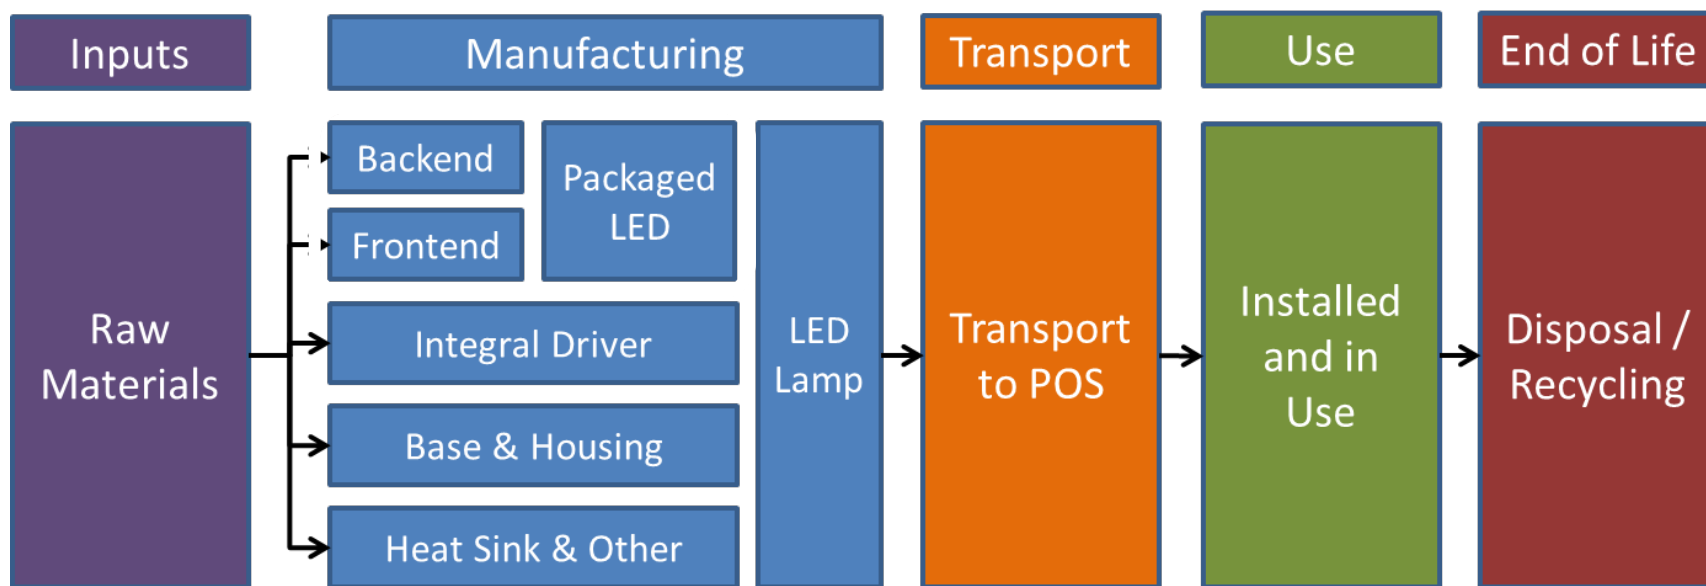 Inputs
Manufacturing
Transport
Use
End of Life
Raw
Materials
Backend
Frontend
Packaged
LED
Integral Driver
Base & Housing
Heat Sink & Other
LED
Lamp
Transport
to POS
Installed
and in
Use
Disposal /
Recycling